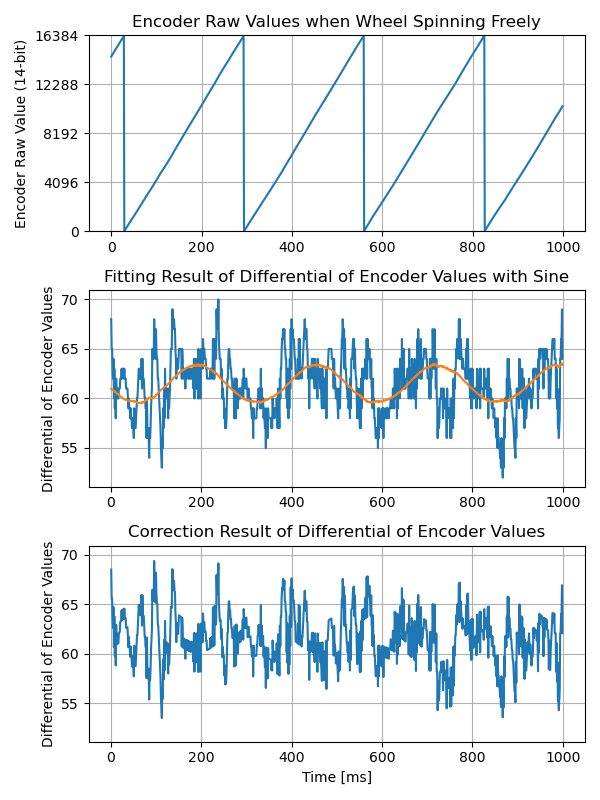 Encoder Raw Values when Wheel Spinning Freely
Encoder Raw Value (14-bit)
16384
12288
8192
4096
0
0 200 400 600 800 1000
Fitting Result of Differential of Encoder Values with Sine
Differential of Encoder Values
70
65
60
55
0 200 400 600 800 1000
Correction Result of Differential of Encoder Values
Differential of Encoder Values
70
65
60
55
0 200 400 600 800 1000
Time [ms]